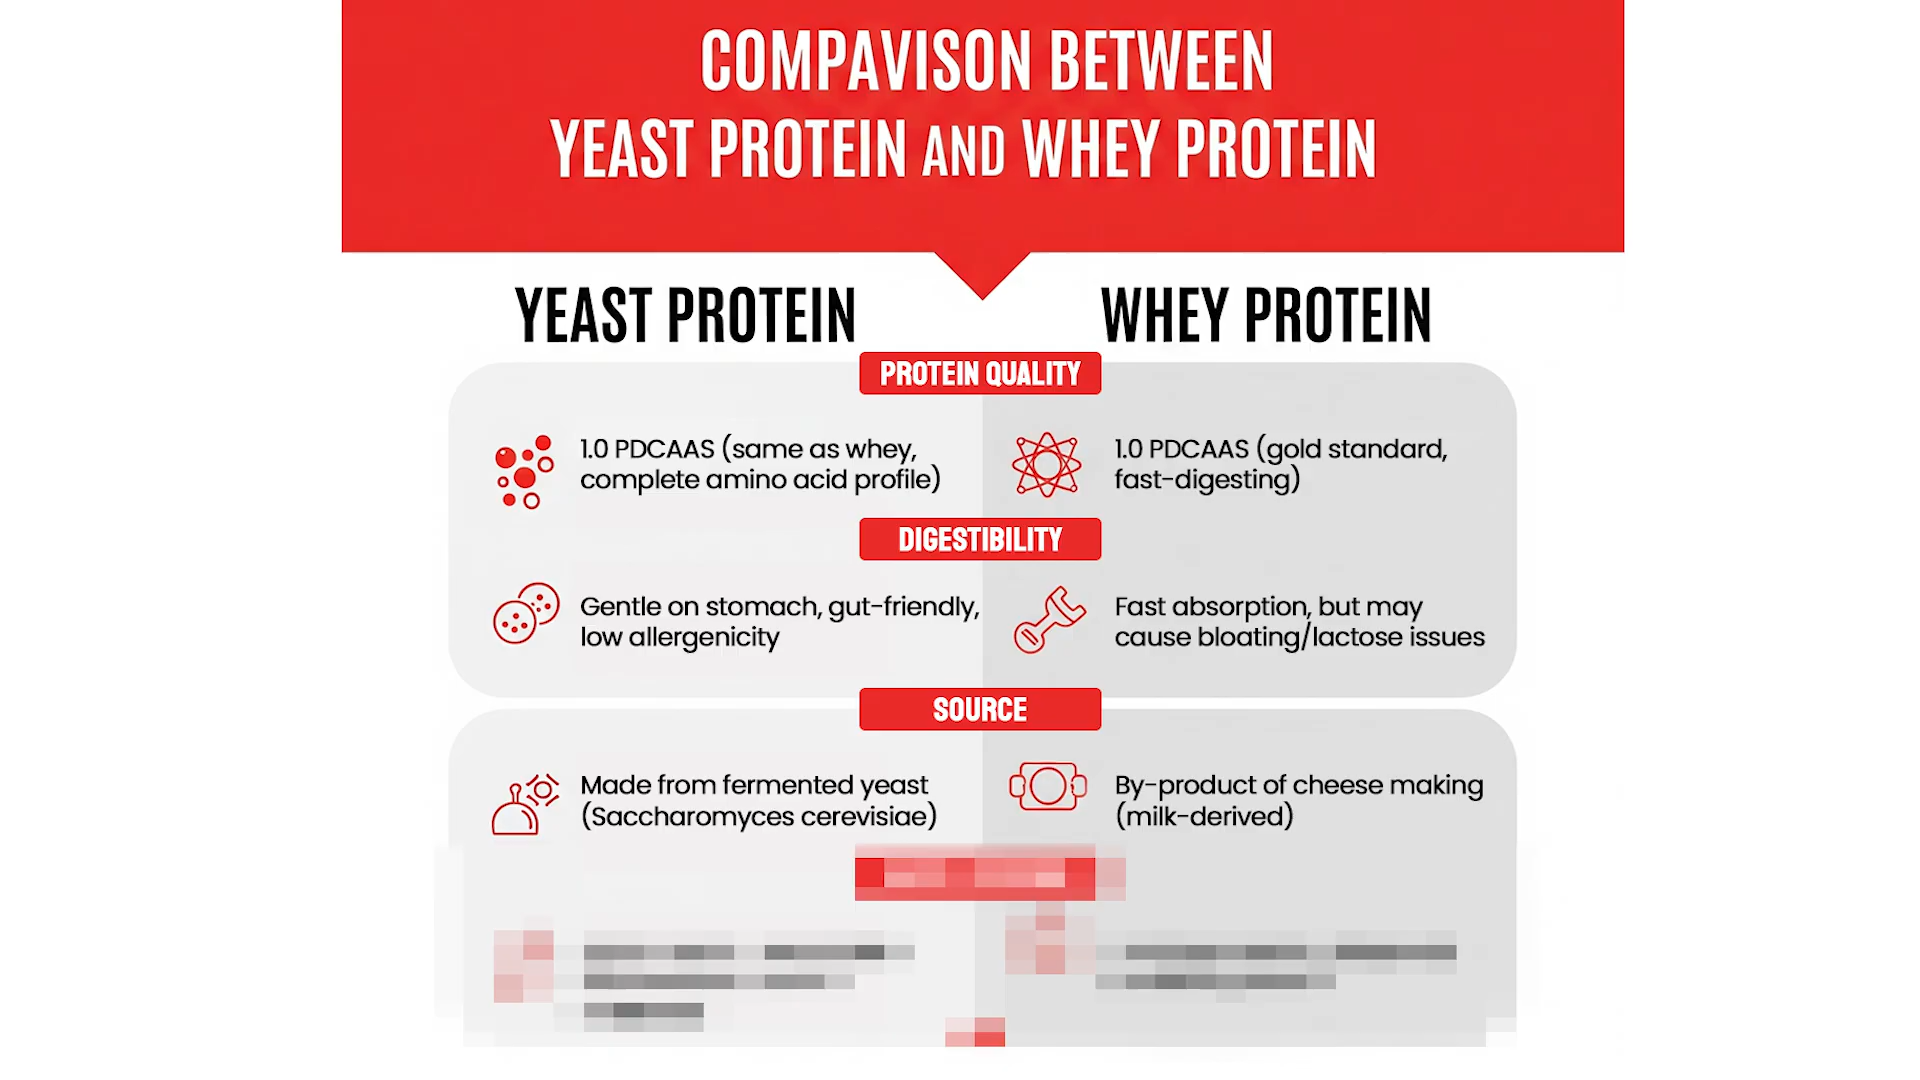 COMPAVISON BETWEEN
YEAST PROTEIN AND WHEY PROTEIN
YEAST PROTEIN
WHEY PROTEIN
PROTEIN QUALITY
1.0 PDCAAS (same as whey,
complete amino acid profile)
1.0 PDCAAS (gold standard,
fast-digesting)
DIGESTIBILITY
Gentle on stomach, gut-friendly,
low allergenicity
Fast absorption, but may
cause bloating/lactose issues
SOURCE
Made from fermented yeast
(Saccharomyces cerevisiae)
By-product of cheese making
(milk-derived)